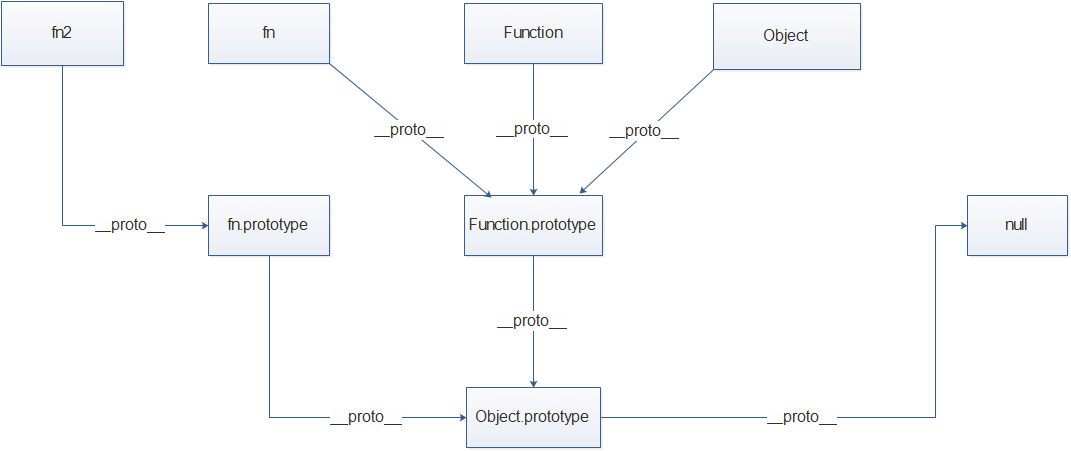 fn2
fn
Function
Object
__proto__
__proto__
__proto__
__proto__
fn.prototype
Function.prototype
null
__proto__
__proto__
Object.prototype
__proto__